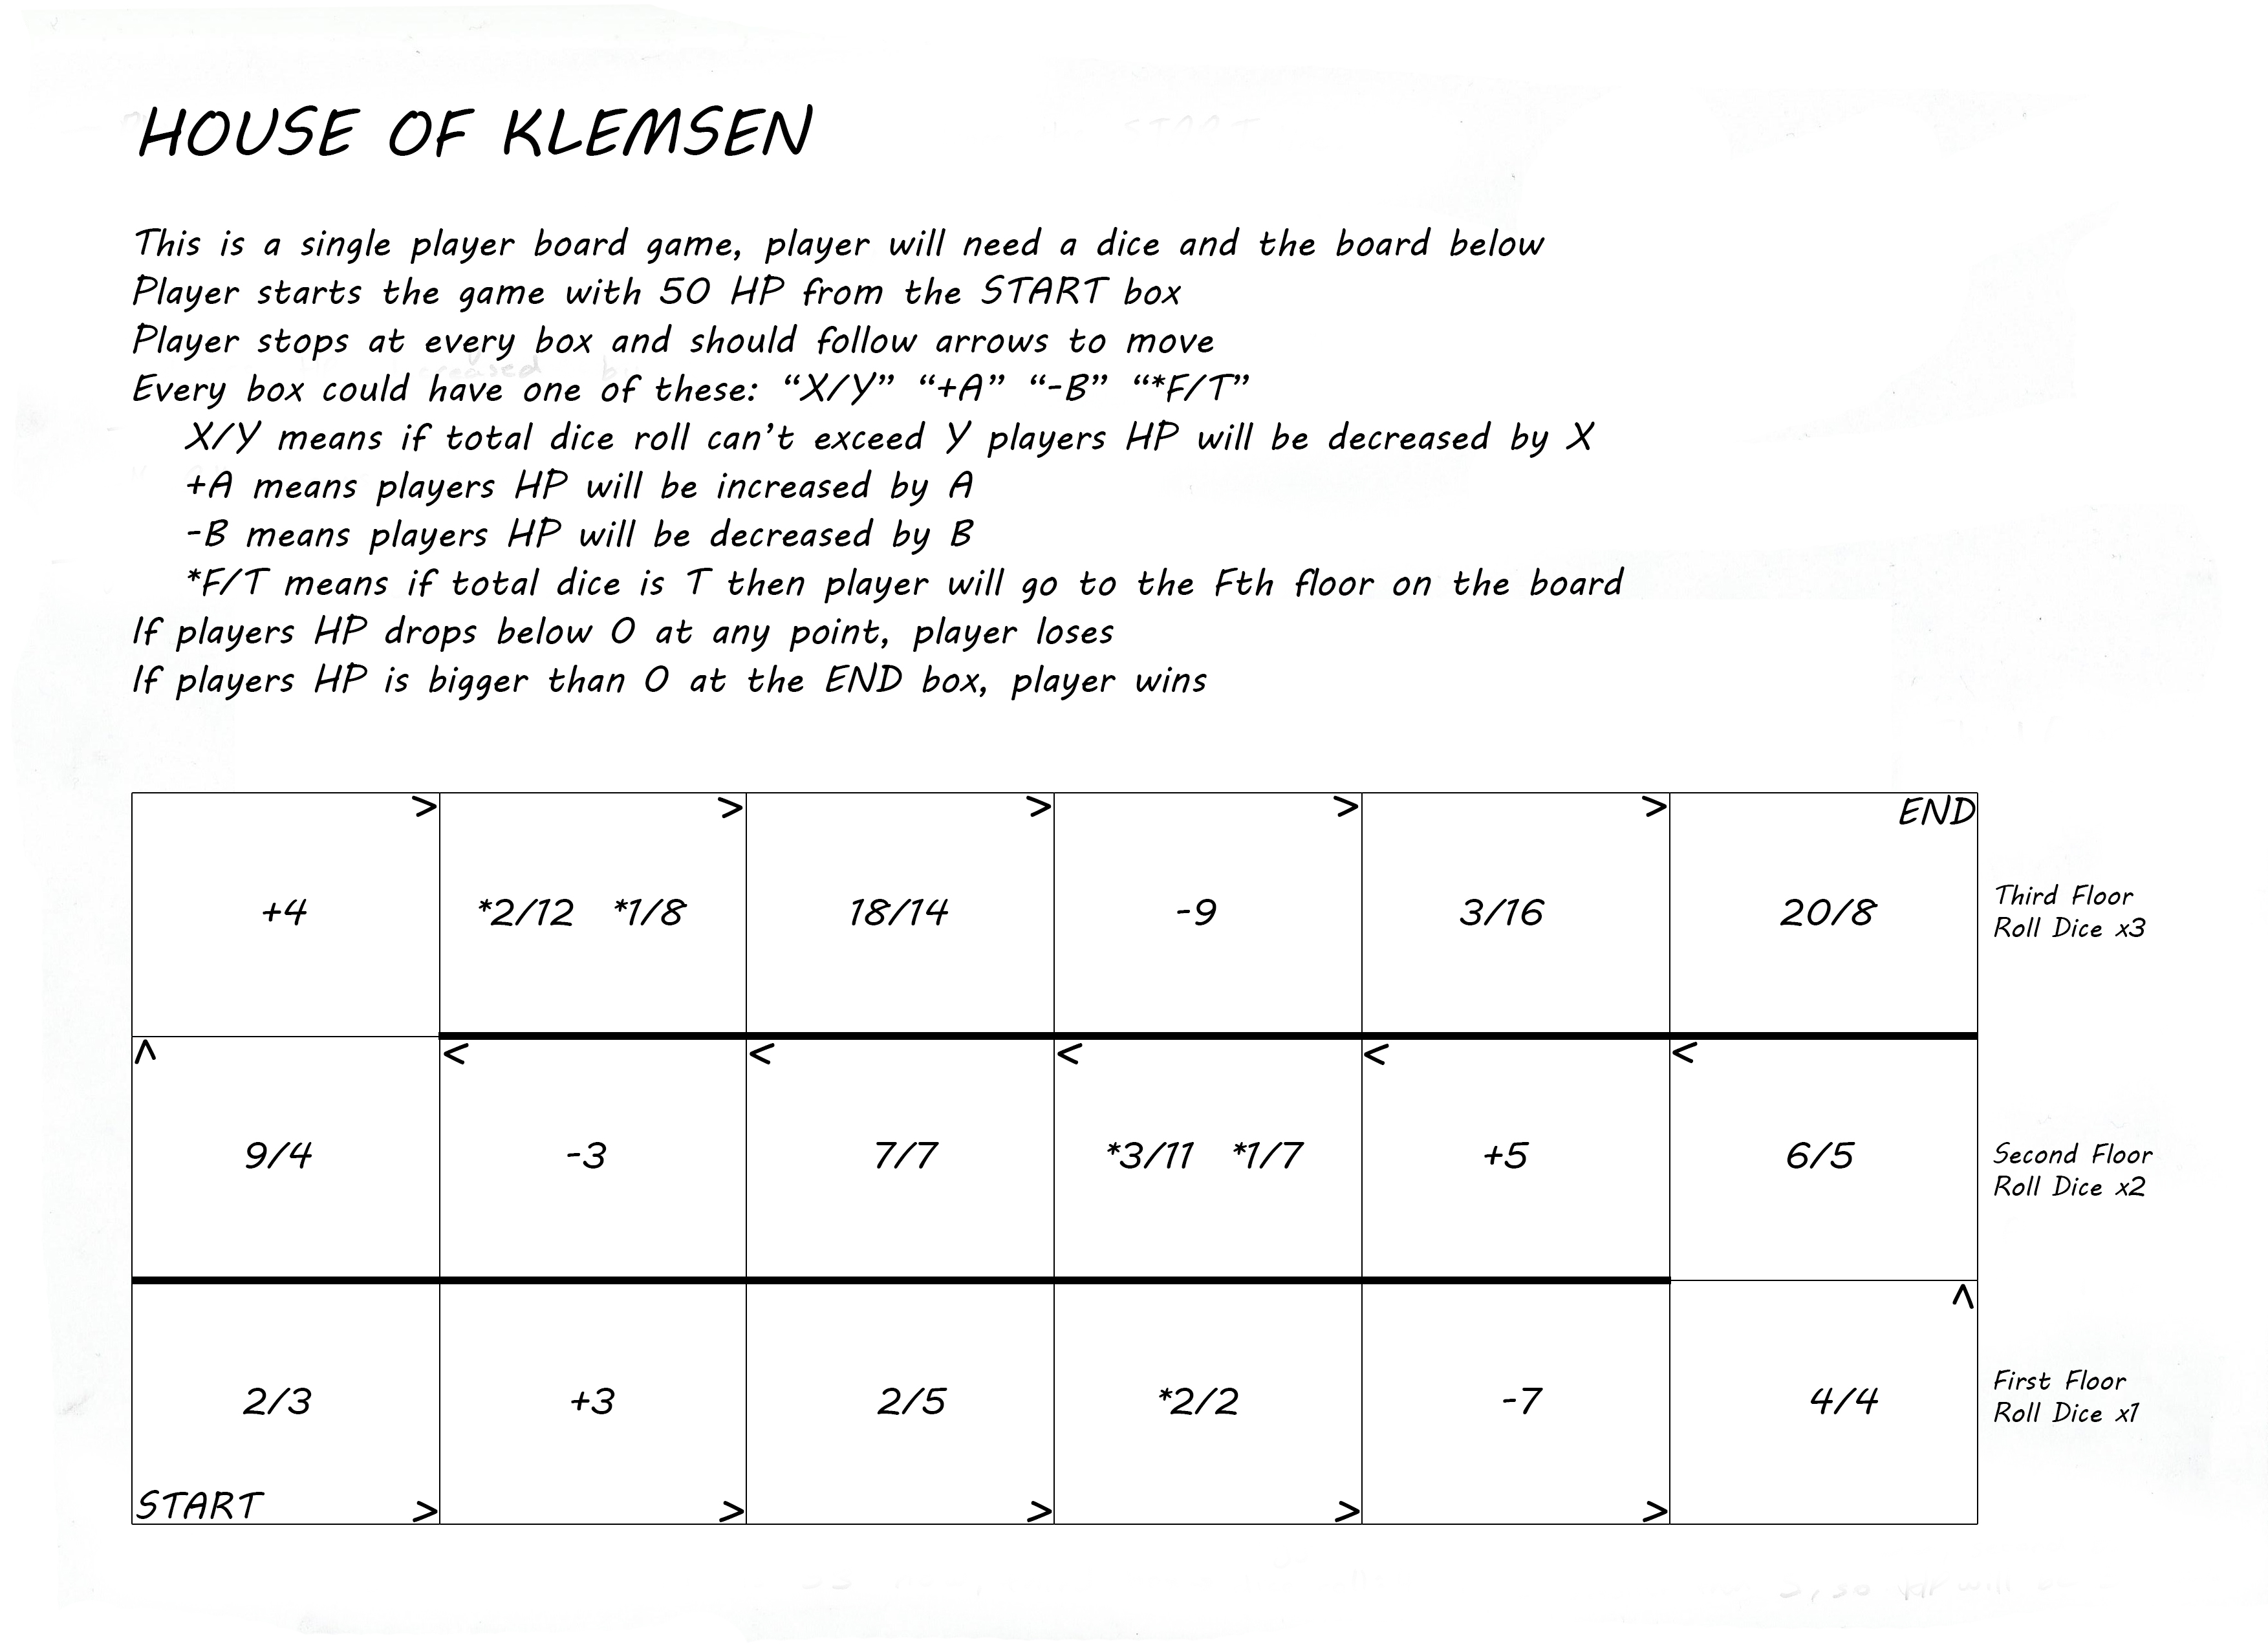 HOUSE OF KLEMSEN
This is a single player board game, player will need a dice and the board below
Player starts the game with 50 HP from the START box
Player stops at every box and should follow arrows to move
Every box could have one of these: “X/Y” “+A” “-B” “*F/T”
X/Y means if total dice roll can’t exceed Y players HP will be decreased by X
+A means players HP will be increased by A
-B means players HP will be decreased by B
*F/T means if total dice is T then player will go to the Fth floor on the board
If players HP drops below 0 at any point, player loses
If players HP is bigger than 0 at the END box, player wins
> > > > > END
+4 *2/12 *1/8 18/14 -9 3/16 20/8
Third Floor
Roll Dice x3
^ < < < < <
9/4 -3 7/7 *3/11 *1/7 +5 6/5
Second Floor
Roll Dice x2
^
2/3 +3 2/5 *2/2 -7 4/4
First Floor
Roll Dice x1
START > > > > >